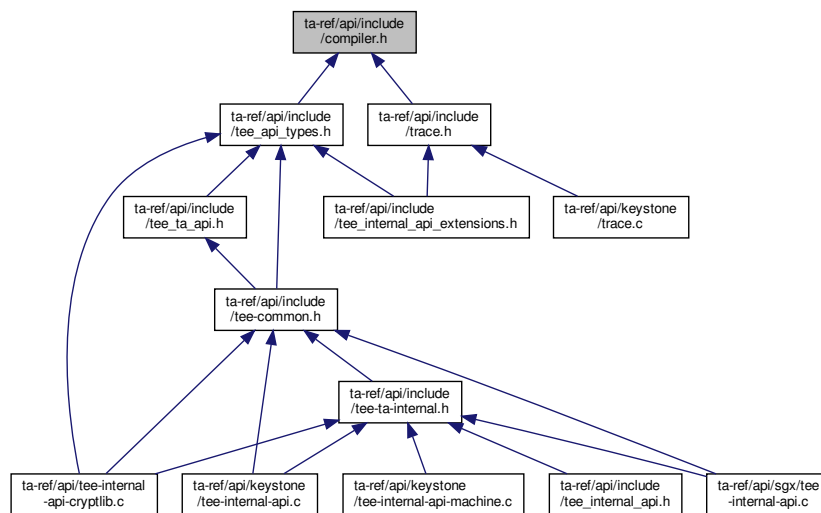 ta-ref/api/include
/compiler.h
ta-ref/api/include
/tee_api_types.h
ta-ref/api/include
/trace.h
ta-ref/api/include
/tee_ta_api.h
ta-ref/api/include
/tee_internal_api_extensions.h
ta-ref/api/keystone
/trace.c
ta-ref/api/include
/tee-common.h
ta-ref/api/include
/tee-ta-internal.h
ta-ref/api/tee-internal
-api-cryptlib.c
ta-ref/api/keystone
/tee-internal-api.c
ta-ref/api/keystone
/tee-internal-api-machine.c
ta-ref/api/include
/tee_internal_api.h
ta-ref/api/sgx/tee
-internal-api.c